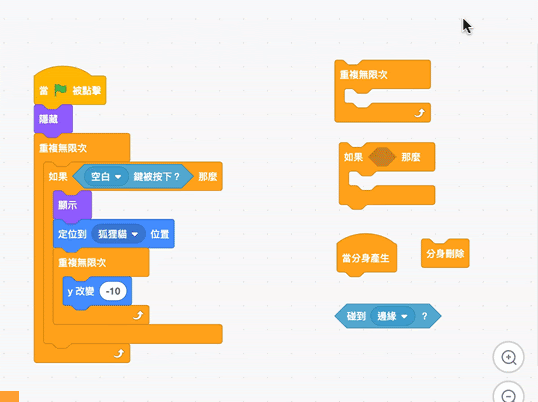 當 被點擊
隱藏
重複無限次
如果 空白 鍵被按下? 那麼
顯示
定位到 狐狸貓 位置
重複無限次
y 改變 -10
重複無限次
如果 那麼
當分身產生
分身刪除
碰到 邊緣 ?